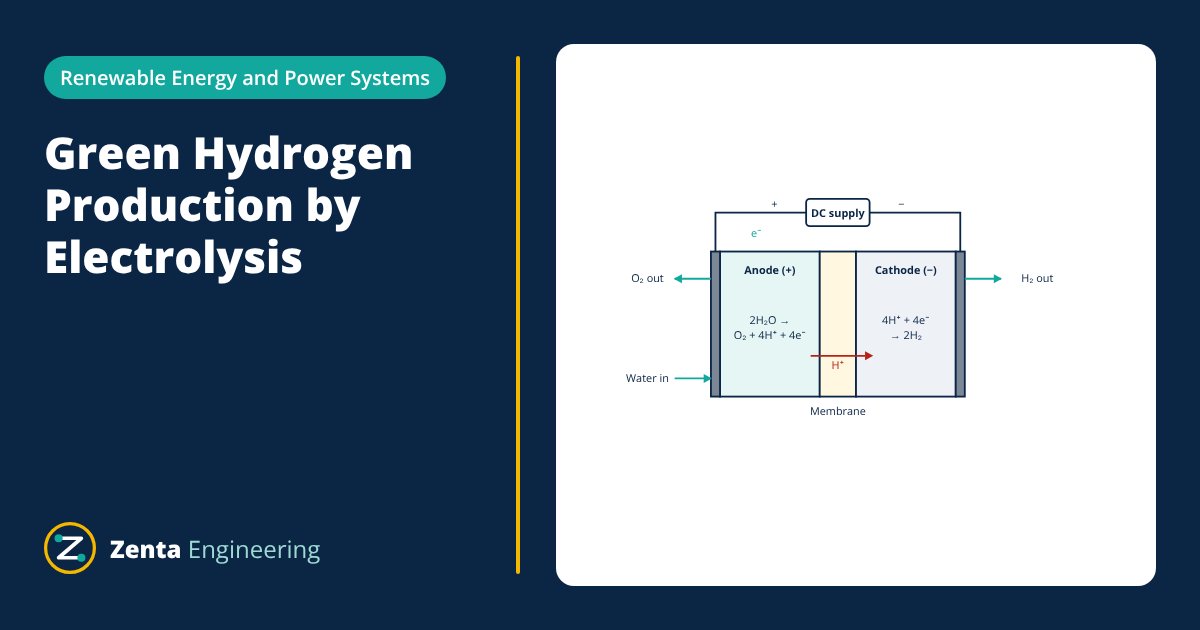 Renewable Energy and Power Systems
Green Hydrogen
Production by
Electrolysis
Zenta Engineering
+
DC supply
−
e⁻
Anode (+)
Cathode (−)
O₂ out
H₂ out
2H₂O →
O₂ + 4H⁺ + 4e⁻
4H⁺ + 4e⁻
→ 2H₂
H⁺
Water in
Membrane